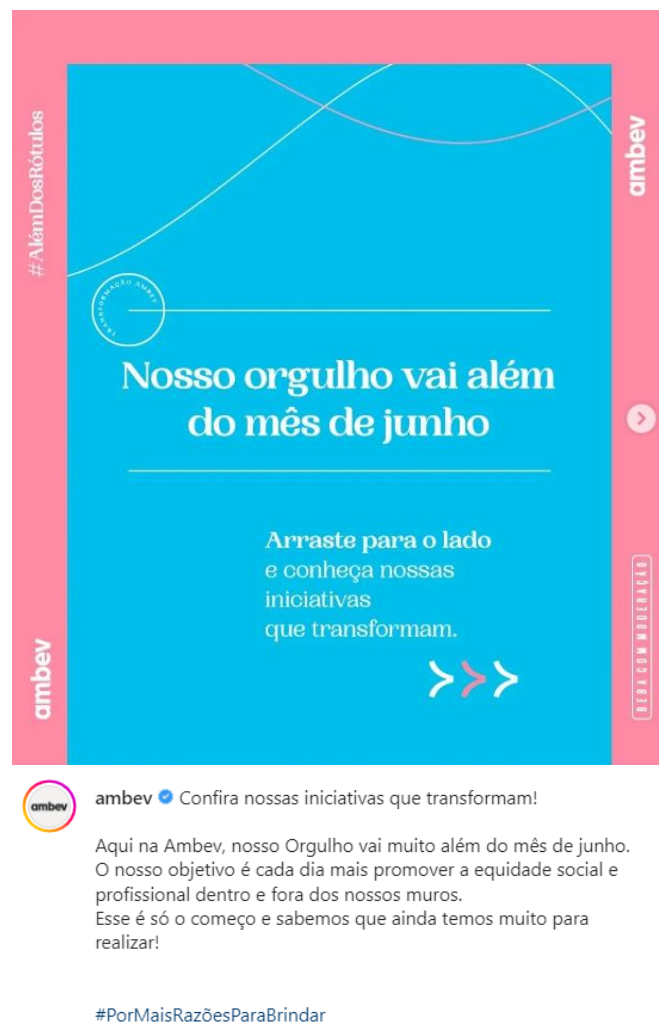 #AlémDosRótulos
ambev
TRANSFORMAÇÃO AMBEV
Nosso orgulho vai além
do mês de junho
Arraste para o lado
e conheça nossas
iniciativas
que transformam.
ambev
BEBA COM MODERAÇÃO
ambev
ambev Confira nossas iniciativas que transformam!
Aqui na Ambev, nosso Orgulho vai muito além do mês de junho.
O nosso objetivo é cada dia mais promover a equidade social e
profissional dentro e fora dos nossos muros.
Esse é só o começo e sabemos que ainda temos muito para
realizar!
#PorMaisRazõesParaBrindar